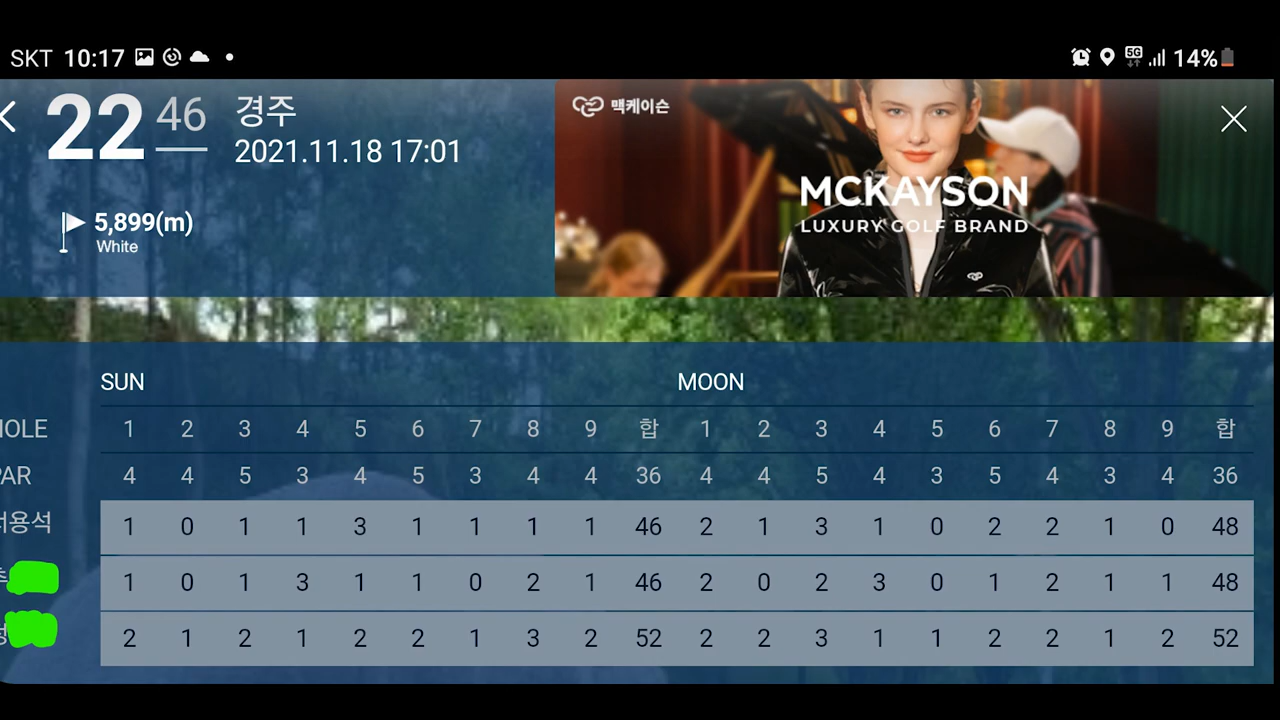 SKT 10:17 5G 14%
22 46 경주
2021.11.18 17:01
5,899(m)
White
맥케이슨
MCKAYSON
LUXURY GOLF BRAND
SUN MOON
OLE 1 2 3 4 5 6 7 8 9 합 1 2 3 4 5 6 7 8 9 합
AR 4 4 5 3 4 5 3 4 4 36 4 4 5 4 3 5 4 3 4 36
용석 1 0 1 1 3 1 1 1 1 46 2 1 3 1 0 2 2 1 0 48
1 0 1 3 1 1 0 2 1 46 2 0 2 3 0 1 2 1 1 48
2 1 2 1 2 2 1 3 2 52 2 2 3 1 1 2 2 1 2 52